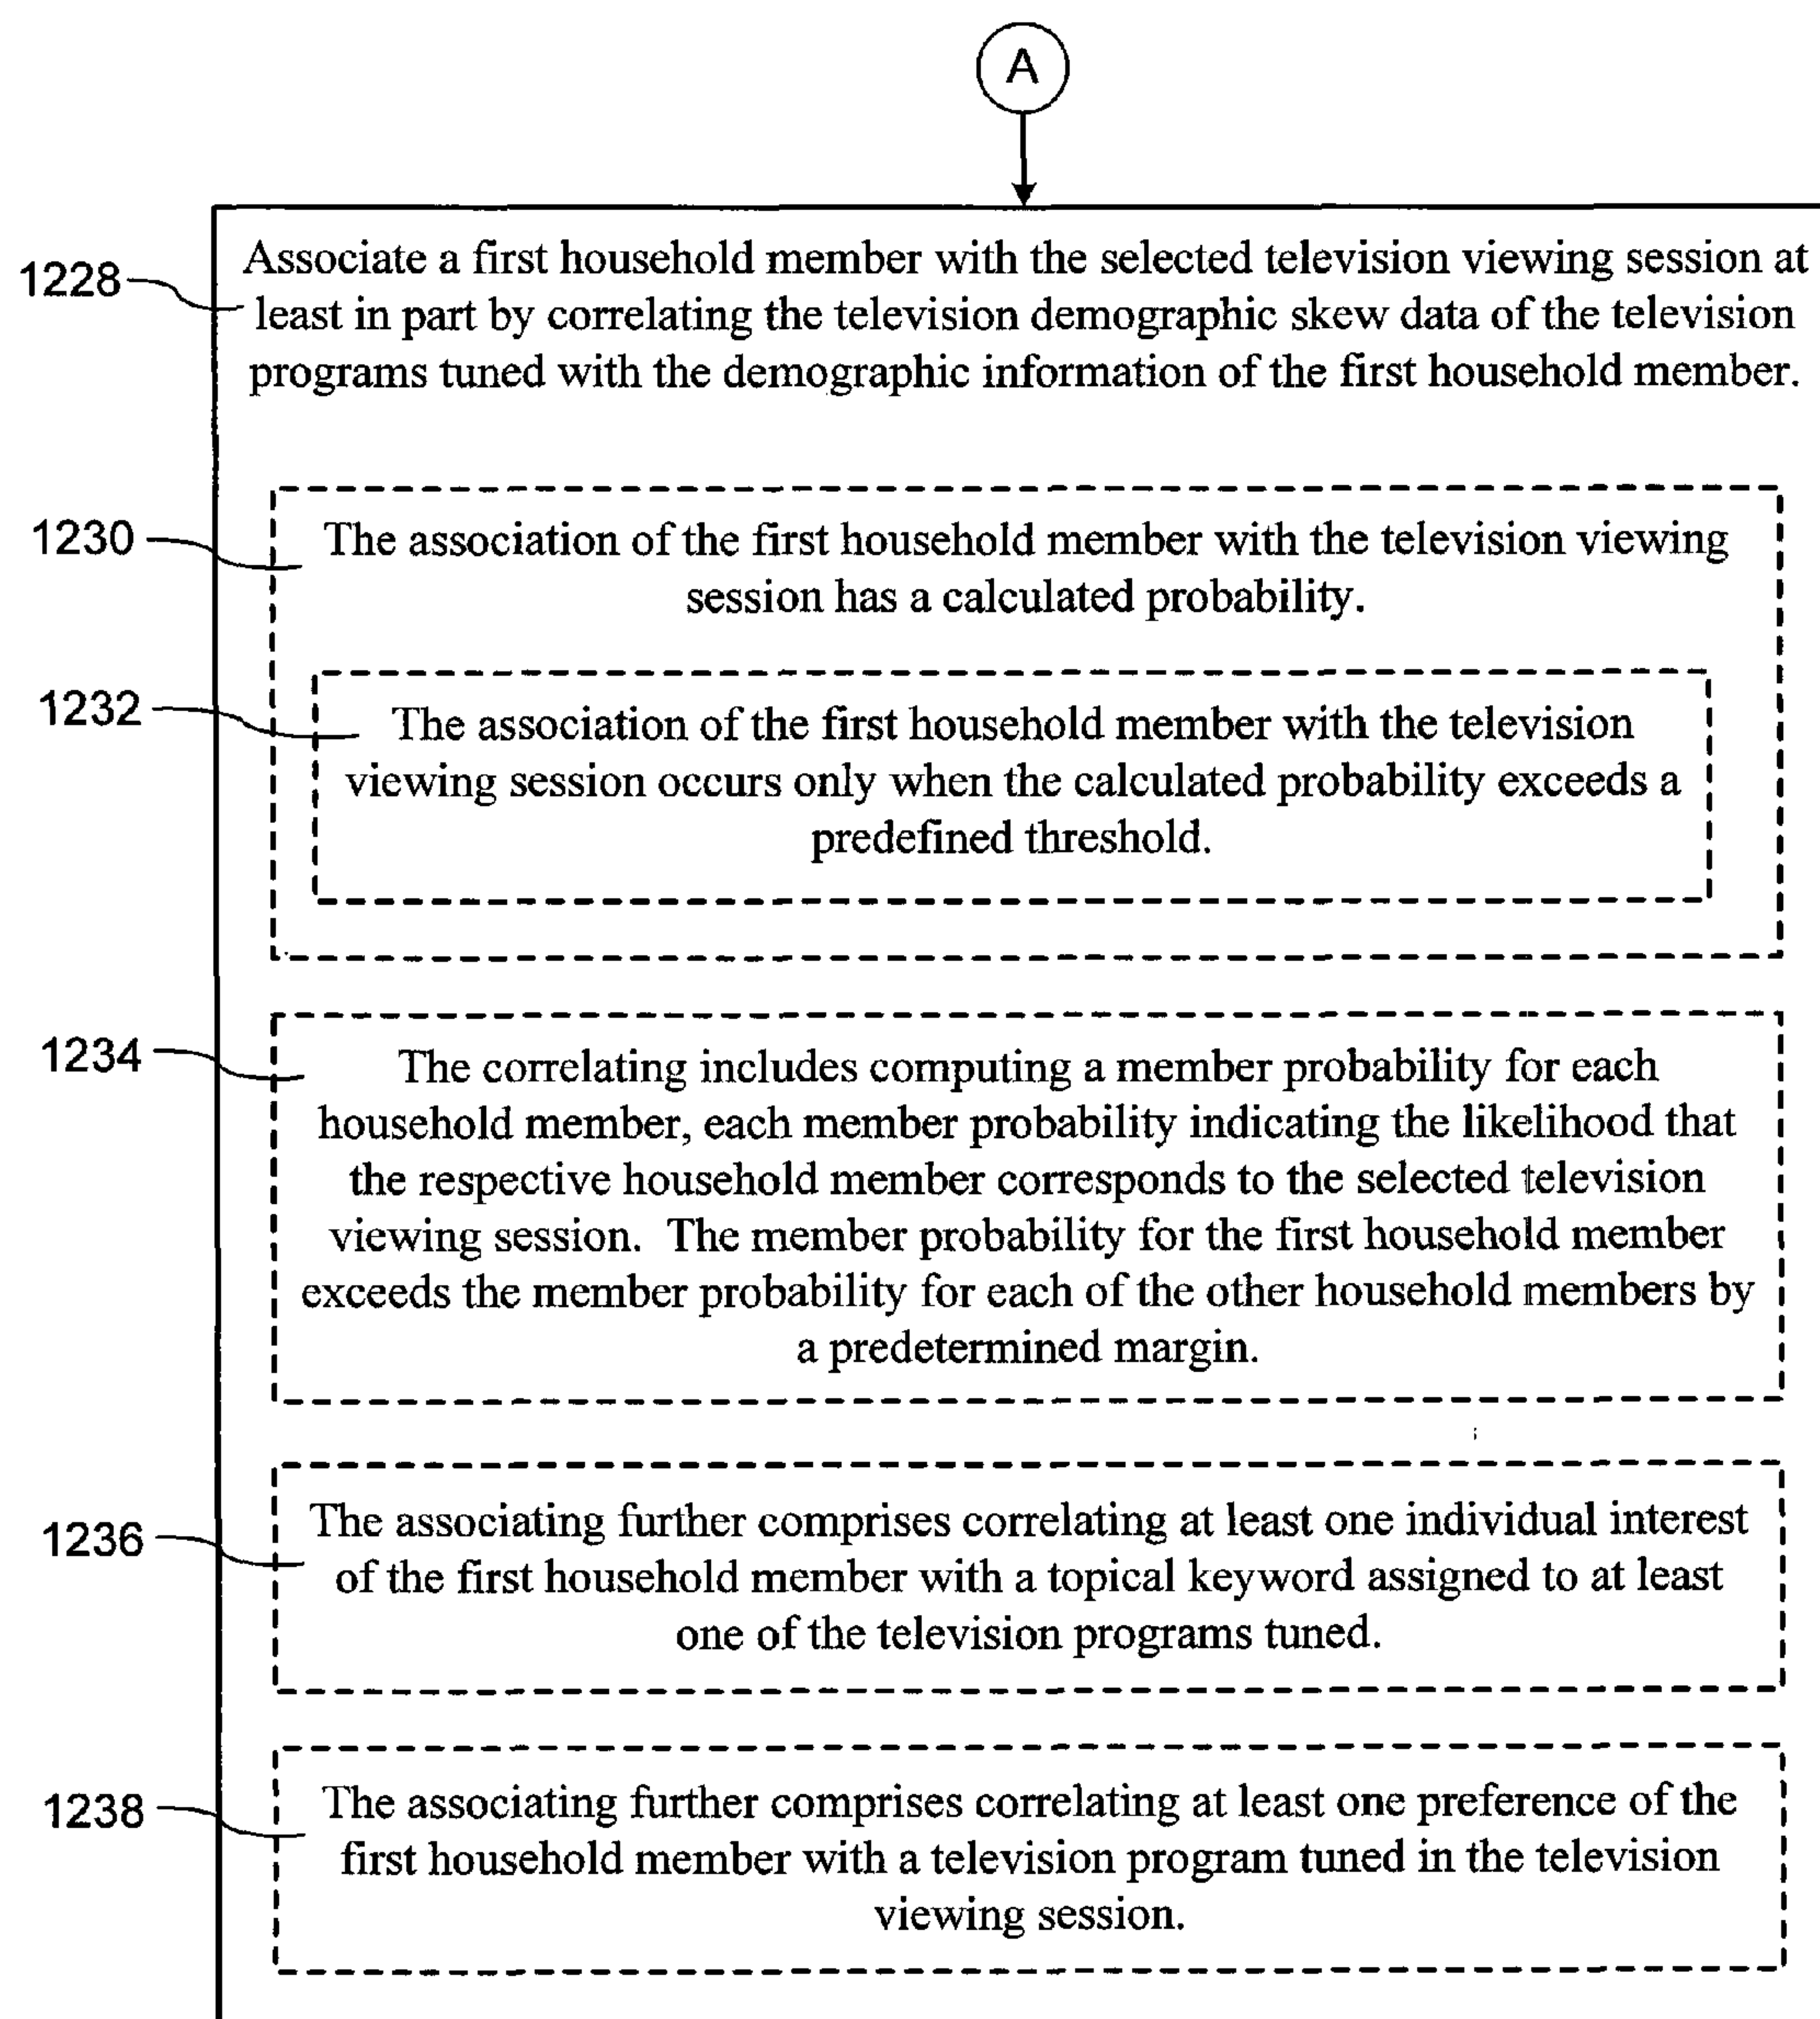 A
1228
Associate a first household member with the selected television viewing session at
least in part by correlating the television demographic skew data of the television
programs tuned with the demographic information of the first household member.
1230
The association of the first household member with the television viewing
session has a calculated probability.
1232
The association of the first household member with the television
viewing session occurs only when the calculated probability exceeds a
predefined threshold.
1234
The correlating includes computing a member probability for each
household member, each member probability indicating the likelihood that
the respective household member corresponds to the selected television
viewing session. The member probability for the first household member
exceeds the member probability for each of the other household members by
a predetermined margin.
1236
The associating further comprises correlating at least one individual interest
of the first household member with a topical keyword assigned to at least
one of the television programs tuned.
1238
The associating further comprises correlating at least one preference of the
first household member with a television program tuned in the television
viewing session.